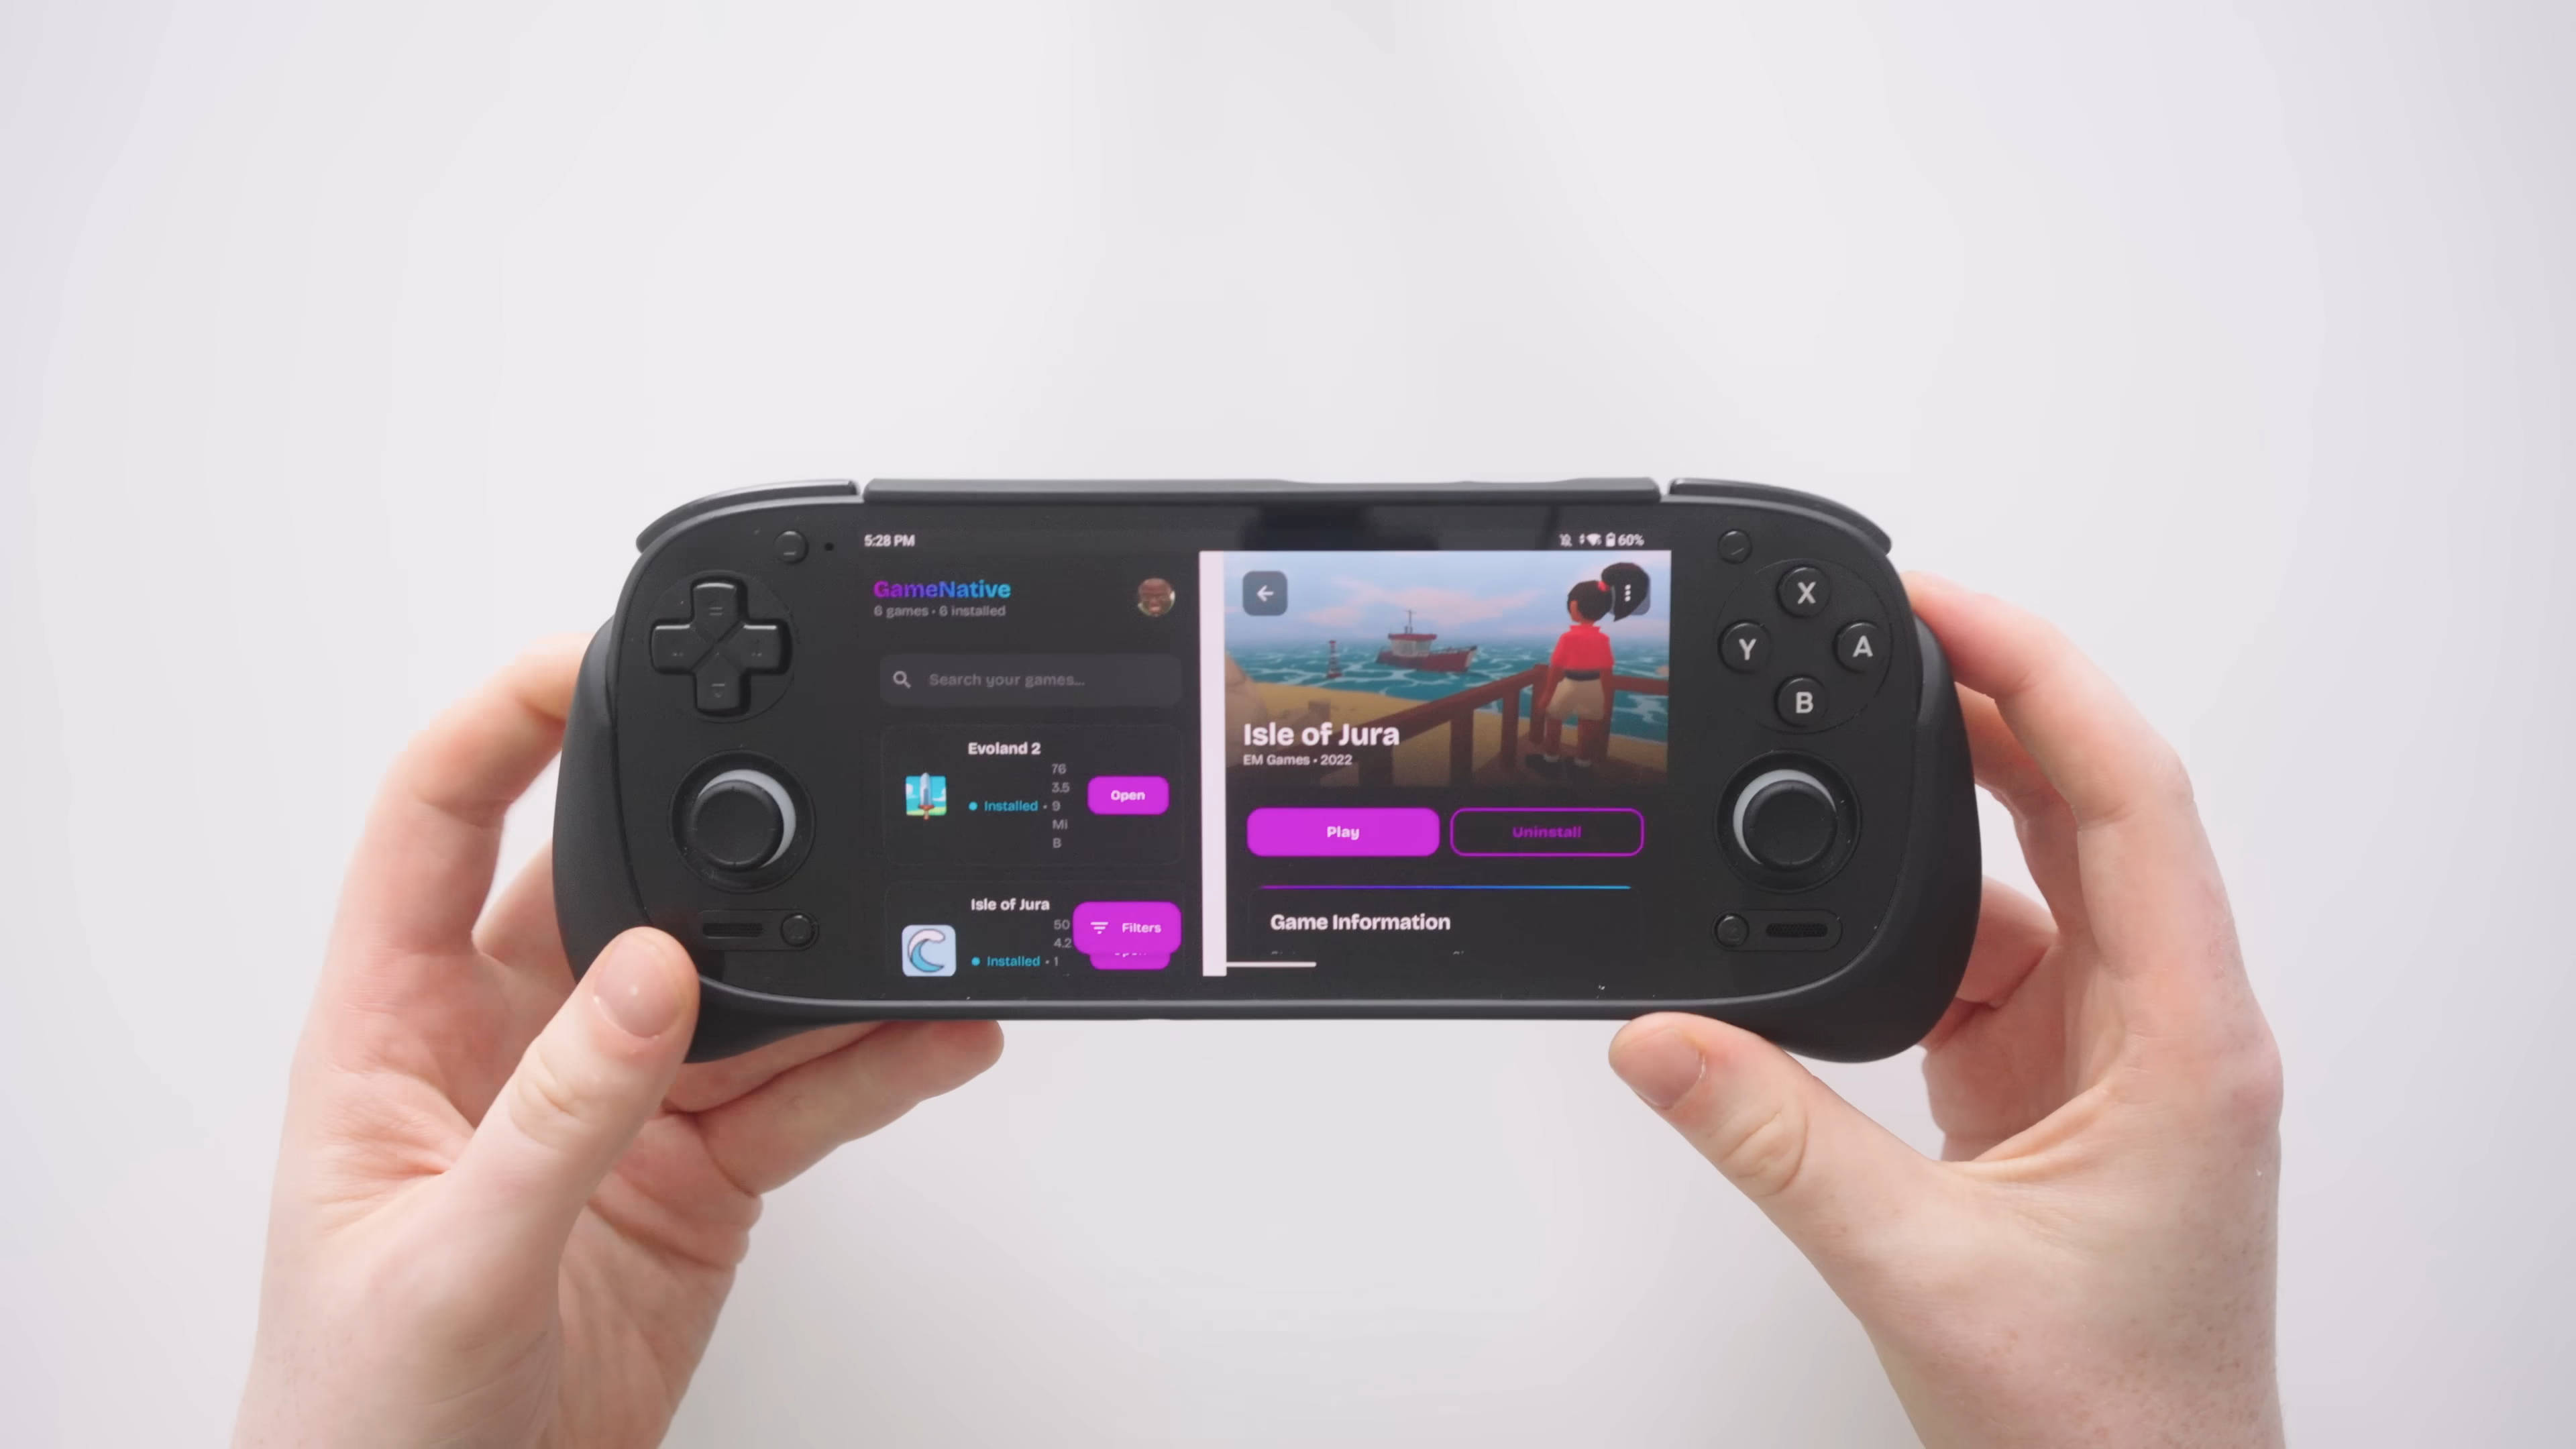 5:28 PM
60%
GameNative
6 games • 6 installed
Search your games...
Evoland 2
Installed •
76
3.5
9
Mi
B
Open
Isle of Jura
Installed •
50
4.2
1
Filters
Isle of Jura
EM Games • 2022
Play
Uninstall
Game Information
X
Y
A
B